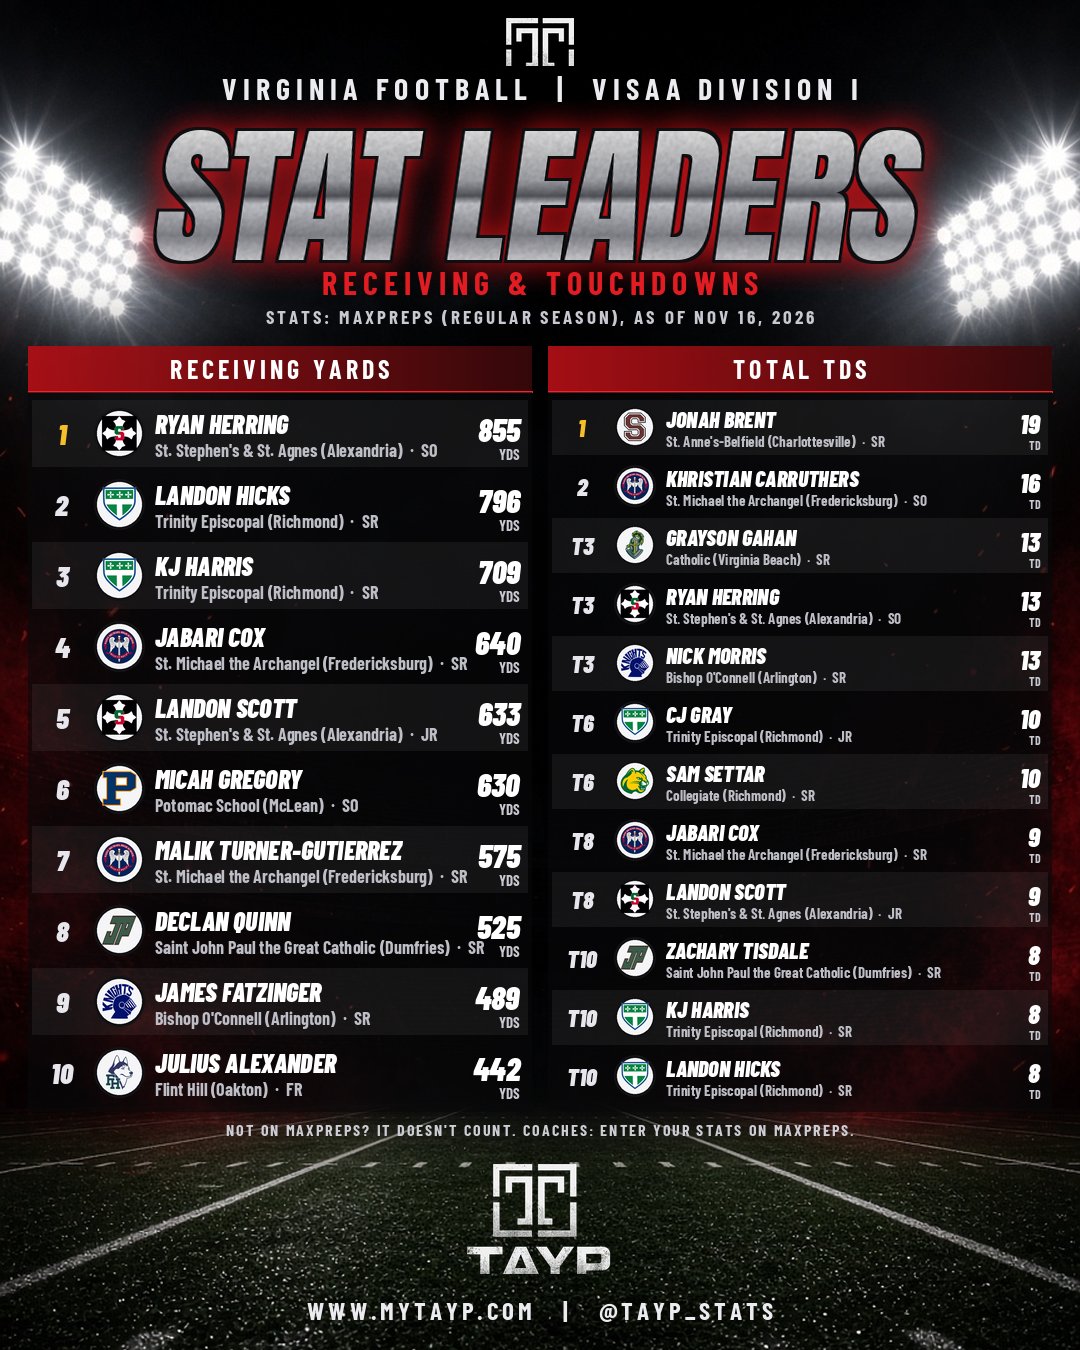 VIRGINIA FOOTBALL | VISAA DIVISION I
STAT LEADERS
RECEIVING & TOUCHDOWNS
STATS: MAXPREPS (REGULAR SEASON), AS OF NOV 16, 2026
RECEIVING YARDS
1 RYAN HERRING 855
St. Stephen's & St. Agnes (Alexandria) · SO YDS
2 LANDON HICKS 796
Trinity Episcopal (Richmond) · SR YDS
3 KJ HARRIS 709
Trinity Episcopal (Richmond) · SR YDS
4 JABARI COX 640
St. Michael the Archangel (Fredericksburg) · SR YDS
5 LANDON SCOTT 633
St. Stephen's & St. Agnes (Alexandria) · JR YDS
6 MICAH GREGORY 630
P
Potomac School (McLean) · SO YDS
7 MALIK TURNER-GUTIERREZ 575
St. Michael the Archangel (Fredericksburg) · SR YDS
8 DECLAN QUINN 525
JP
Saint John Paul the Great Catholic (Dumfries) · SR YDS
9 JAMES FATZINGER 489
KNIGHTS
Bishop O'Connell (Arlington) · SR YDS
10 JULIUS ALEXANDER 442
FH
Flint Hill (Oakton) · FR YDS
TOTAL TDS
1 JONAH BRENT 19
S
St. Anne's-Belfield (Charlottesville) · SR TD
2 KHRISTIAN CARRUTHERS 16
St. Michael the Archangel (Fredericksburg) · SO TD
T3 GRAYSON GAHAN 13
Catholic (Virginia Beach) · SR TD
T3 RYAN HERRING 13
St. Stephen's & St. Agnes (Alexandria) · SO TD
T3 NICK MORRIS 13
KNIGHTS
Bishop O'Connell (Arlington) · SR TD
T6 CJ GRAY 10
Trinity Episcopal (Richmond) · JR TD
T6 SAM SETTAR 10
Collegiate (Richmond) · SR TD
T8 JABARI COX 9
St. Michael the Archangel (Fredericksburg) · SR TD
T8 LANDON SCOTT 9
St. Stephen's & St. Agnes (Alexandria) · JR TD
T10 ZACHARY TISDALE 8
JP
Saint John Paul the Great Catholic (Dumfries) · SR TD
T10 KJ HARRIS 8
Trinity Episcopal (Richmond) · SR TD
T10 LANDON HICKS 8
Trinity Episcopal (Richmond) · SR TD
NOT ON MAXPREPS? IT DOESN'T COUNT. COACHES: ENTER YOUR STATS ON MAXPREPS.
TAYP
WWW.MYTAYP.COM | @TAYP_STATS